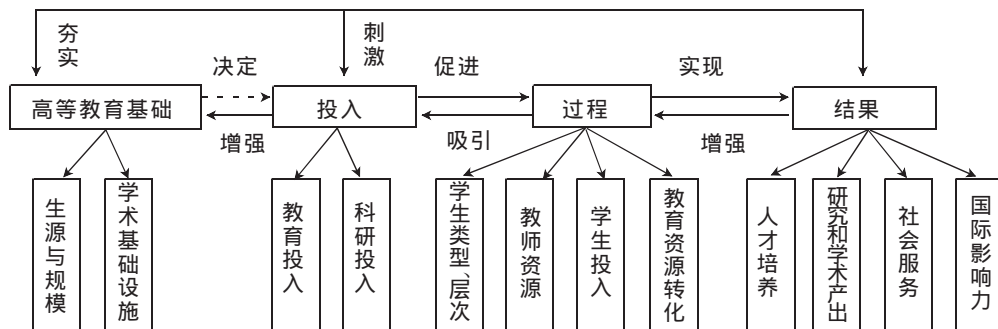 夯实
刺激
决定
促进
实现
高等教育基础
投入
过程
结果
增强
吸引
增强
生源与规模
学术基础设施
教育投入
科研投入
学生类型、层次
教师资源
学生投入
教育资源转化
人才培养
研究和学术产出
社会服务
国际影响力